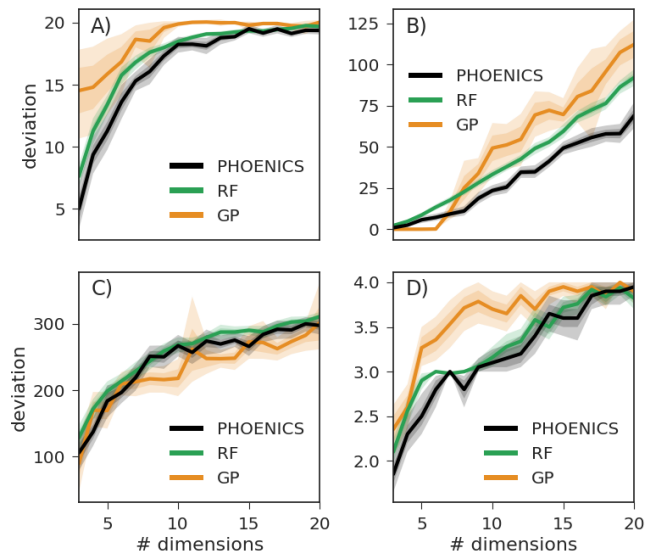 A)
20
15
10
5
deviation
PHOENICS
RF
GP
B)
125
100
75
50
25
0
PHOENICS
RF
GP
C)
300
200
100
deviation
PHOENICS
RF
GP
5
10
15
20
# dimensions
D)
4.0
3.5
3.0
2.5
2.0
PHOENICS
RF
GP
5
10
15
20
# dimensions